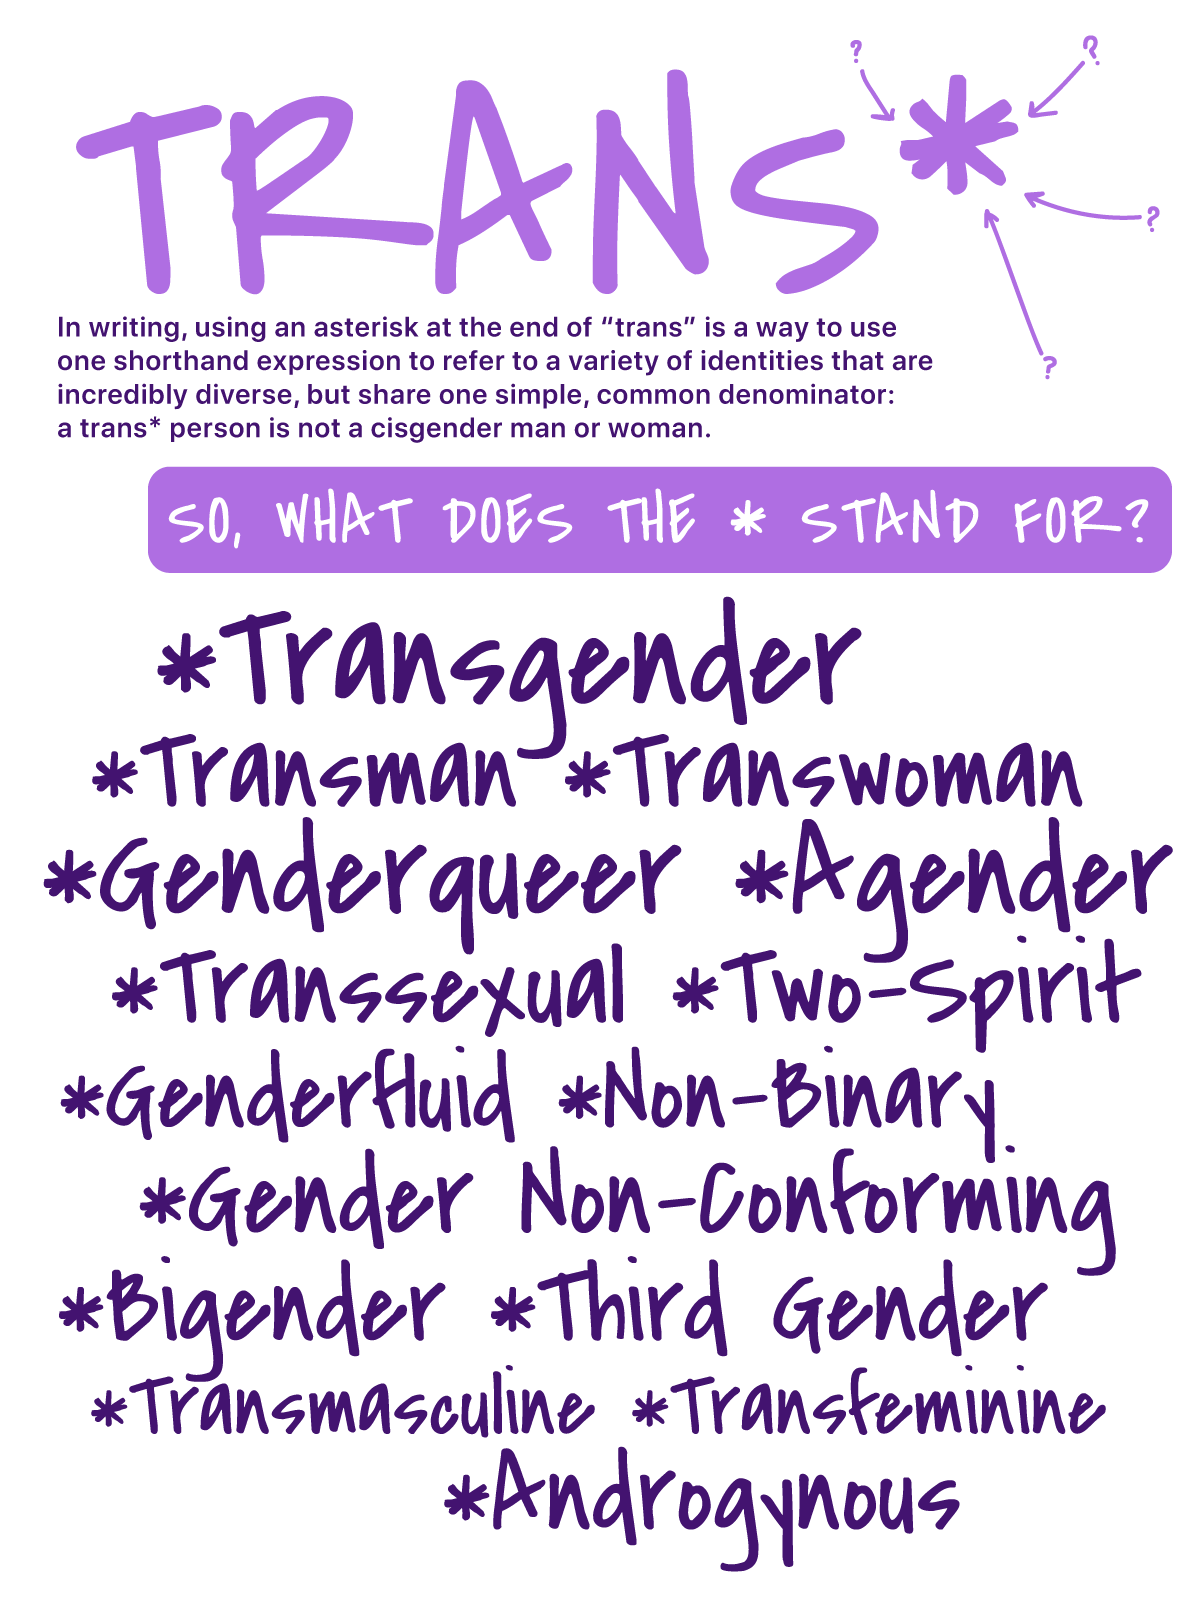 TRANS*
?
?
?
?
In writing, using an asterisk at the end of “trans” is a way to use
one shorthand expression to refer to a variety of identities that are
incredibly diverse, but share one simple, common denominator:
a trans* person is not a cisgender man or woman.
SO, WHAT DOES THE * STAND FOR?
*Transgender
*Transman *Transwoman
*Genderqueer *Agender
*Transsexual *Two-Spirit
*Genderfluid *Non-Binary
*Gender Non-Conforming
*Bigender *Third Gender
*Transmasculine *Transfeminine
*Androgynous